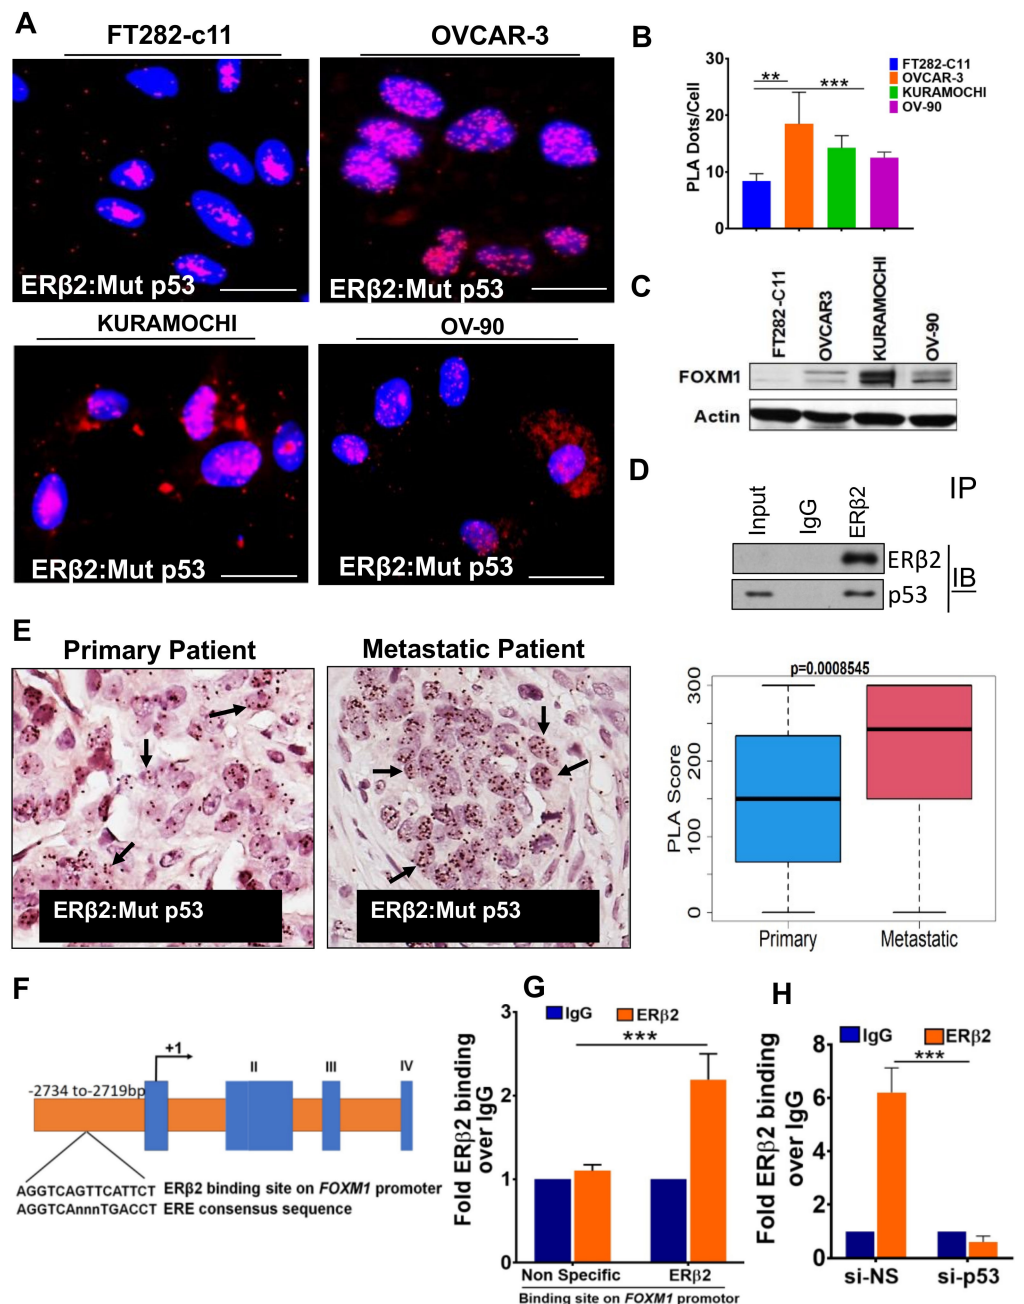 A
FT282-c11
OVCAR-3
ERβ2:Mut p53
ERβ2:Mut p53
KURAMOCHI
OV-90
ERβ2:Mut p53
ERβ2:Mut p53
B
30
20
10
0
PLA Dots/Cell
**
***
FT282-C11
OVCAR-3
KURAMOCHI
OV-90
C
FT282-C11
OVCAR3
KURAMOCHI
OV-90
FOXM1
Actin
D
Input
IgG
ERβ2
IP
ERβ2
p53
IB
E
Primary Patient
Metastatic Patient
ERβ2:Mut p53
ERβ2:Mut p53
p=0.0008545
PLA Score
300
200
100
0
Primary
Metastatic
F
+1
II
III
IV
-2734 to-2719bp
AGGTCAGTTCATTCT ERβ2 binding site on FOXM1 promoter
AGGTCAnnnTGACCT ERE consensus sequence
G
IgG
ERβ2
***
Fold ERβ2 binding
over IgG
3
2
1
0
Non Specific
ERβ2
Binding site on FOXM1 promotor
H
IgG
ERβ2
***
Fold ERβ2 binding
over IgG
8
6
4
2
0
si-NS
si-p53